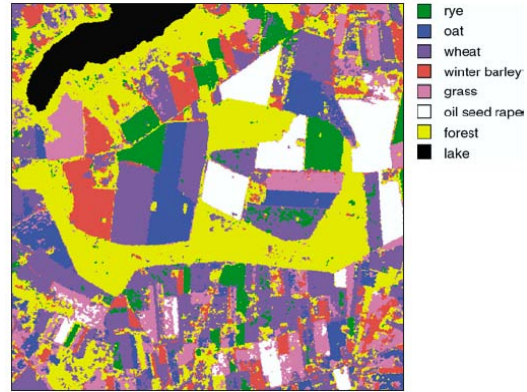 rye
oat
wheat
winter barley
grass
oil seed rape
forest
lake